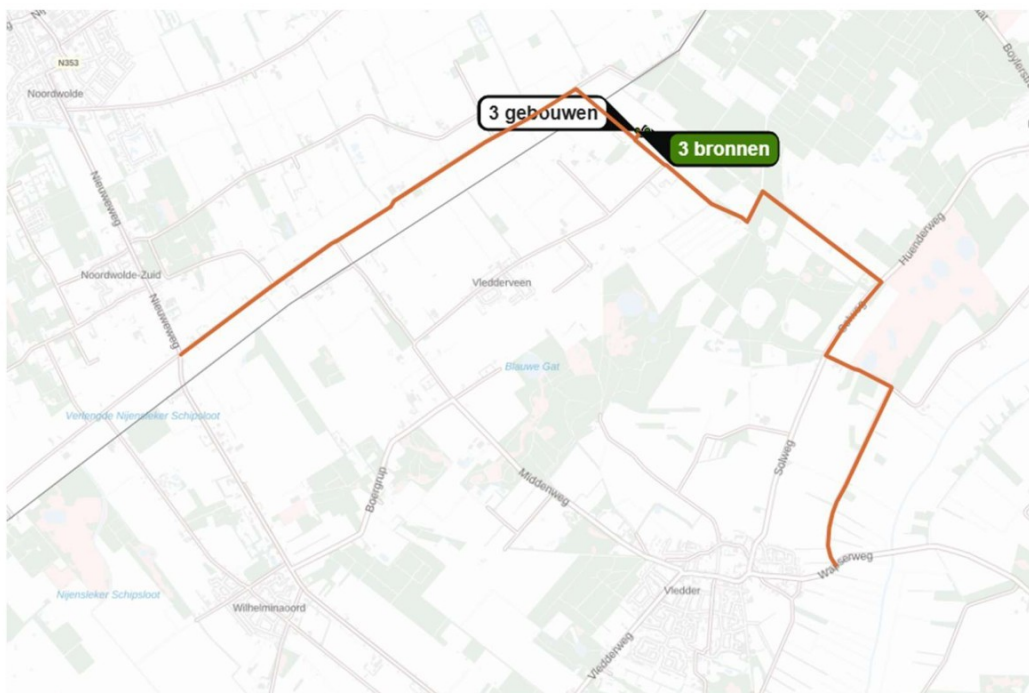 N353
Noordwolde
3 gebouwen
3 bronnen
Nieuweweg
Huenderweg
Noordwolde-Zuid
Vledderveen
Nieuweweg
Blauwe Gat
Verlengde Nijensleker Schipsloot
Solweg
Boergrup
Middenweg
Wapserweg
Nijensleker Schipsloot
Vledder
Wilhelminaoord
Vledderweg